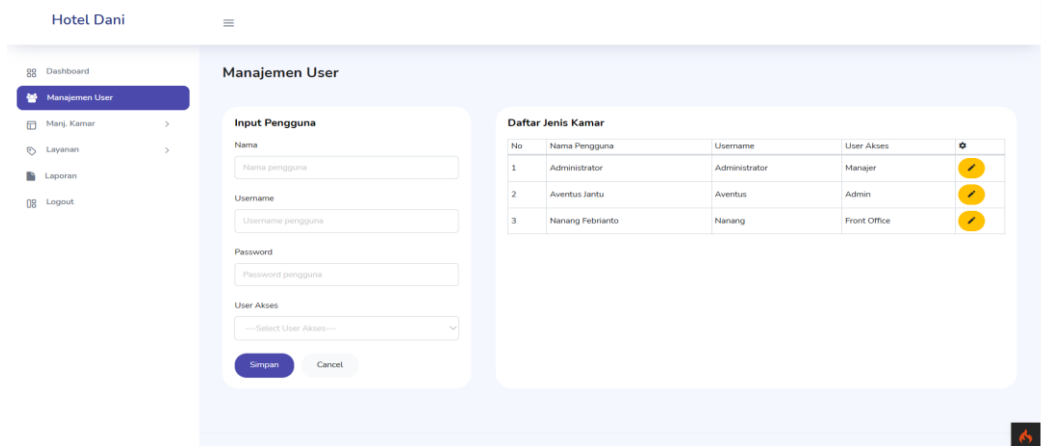 Hotel Dani
Dashboard
Manajemen User
Manj. Kamar
Layanan
Laporan
Logout
Manajemen User
Input Pengguna
Nama
Nama pengguna
Username
Username pengguna
Password
Password pengguna
User Akses
---Select User Akses---
Simpan Cancel
Daftar Jenis Kamar
No Nama Pengguna Username User Akses
1 Administrator Administrator Manajer
2 Aventus Jantu Aventus Admin
3 Nanang Febrianto Nanang Front Office